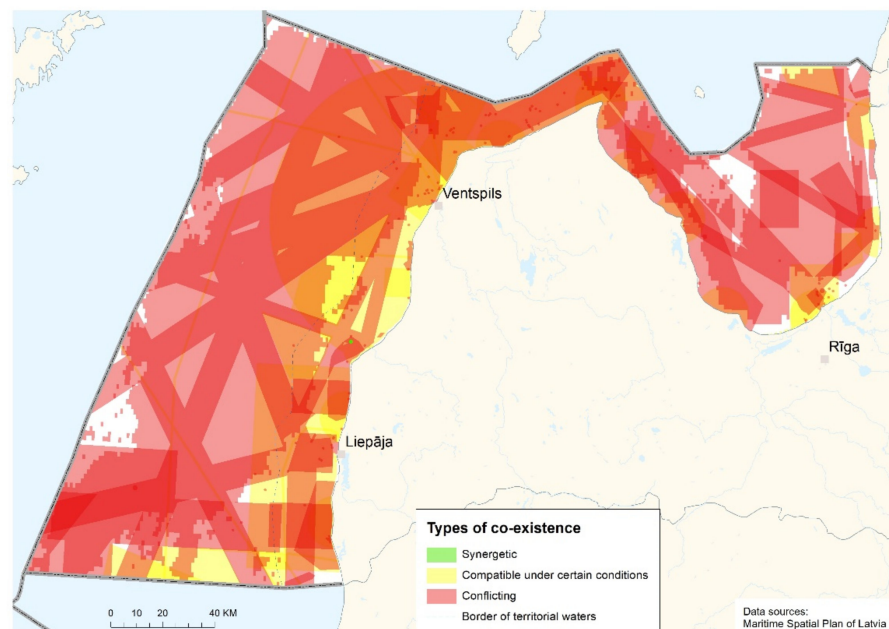 Ventspils
Rīga
Liepāja
Types of co-existence
Synergetic
Compatible under certain conditions
Conflicting
Border of territorial waters
0 10 20 40 KM
Data sources:
Maritime Spatial Plan of Latvia